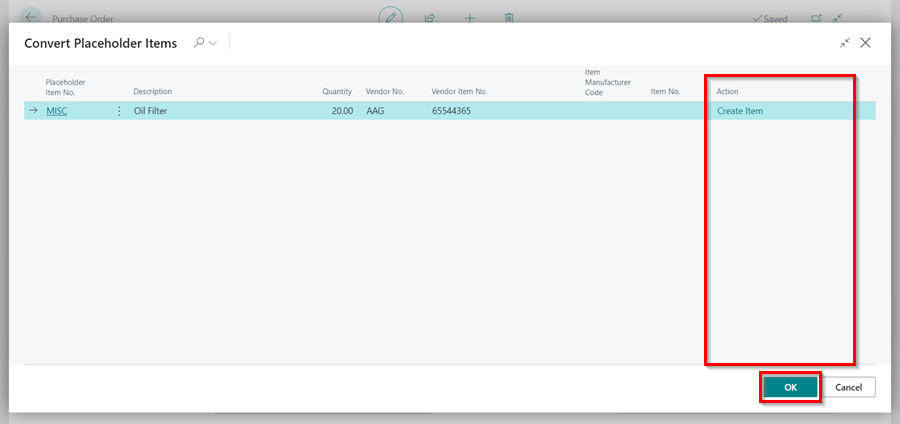 Purchase Order
Saved
Convert Placeholder Items
Placeholder Item No.
Description
Quantity
Vendor No.
Vendor Item No.
Item Manufacturer Code
Item No.
Action
MISC
Oil Filter
20.00
AAG
65544365
Create Item
OK
Cancel